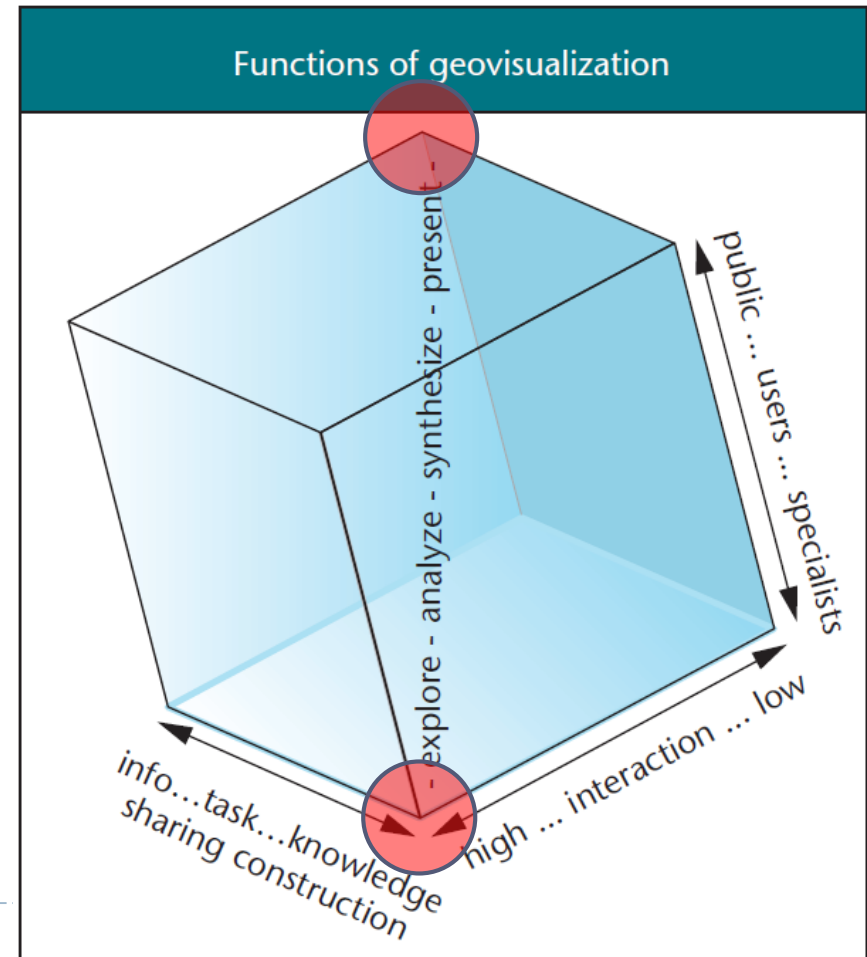 Functions of geovisualization
- explore - analyze - synthesize - present -
public ... users ... specialists
info...task...knowledge
sharing construction
high ... interaction ... low